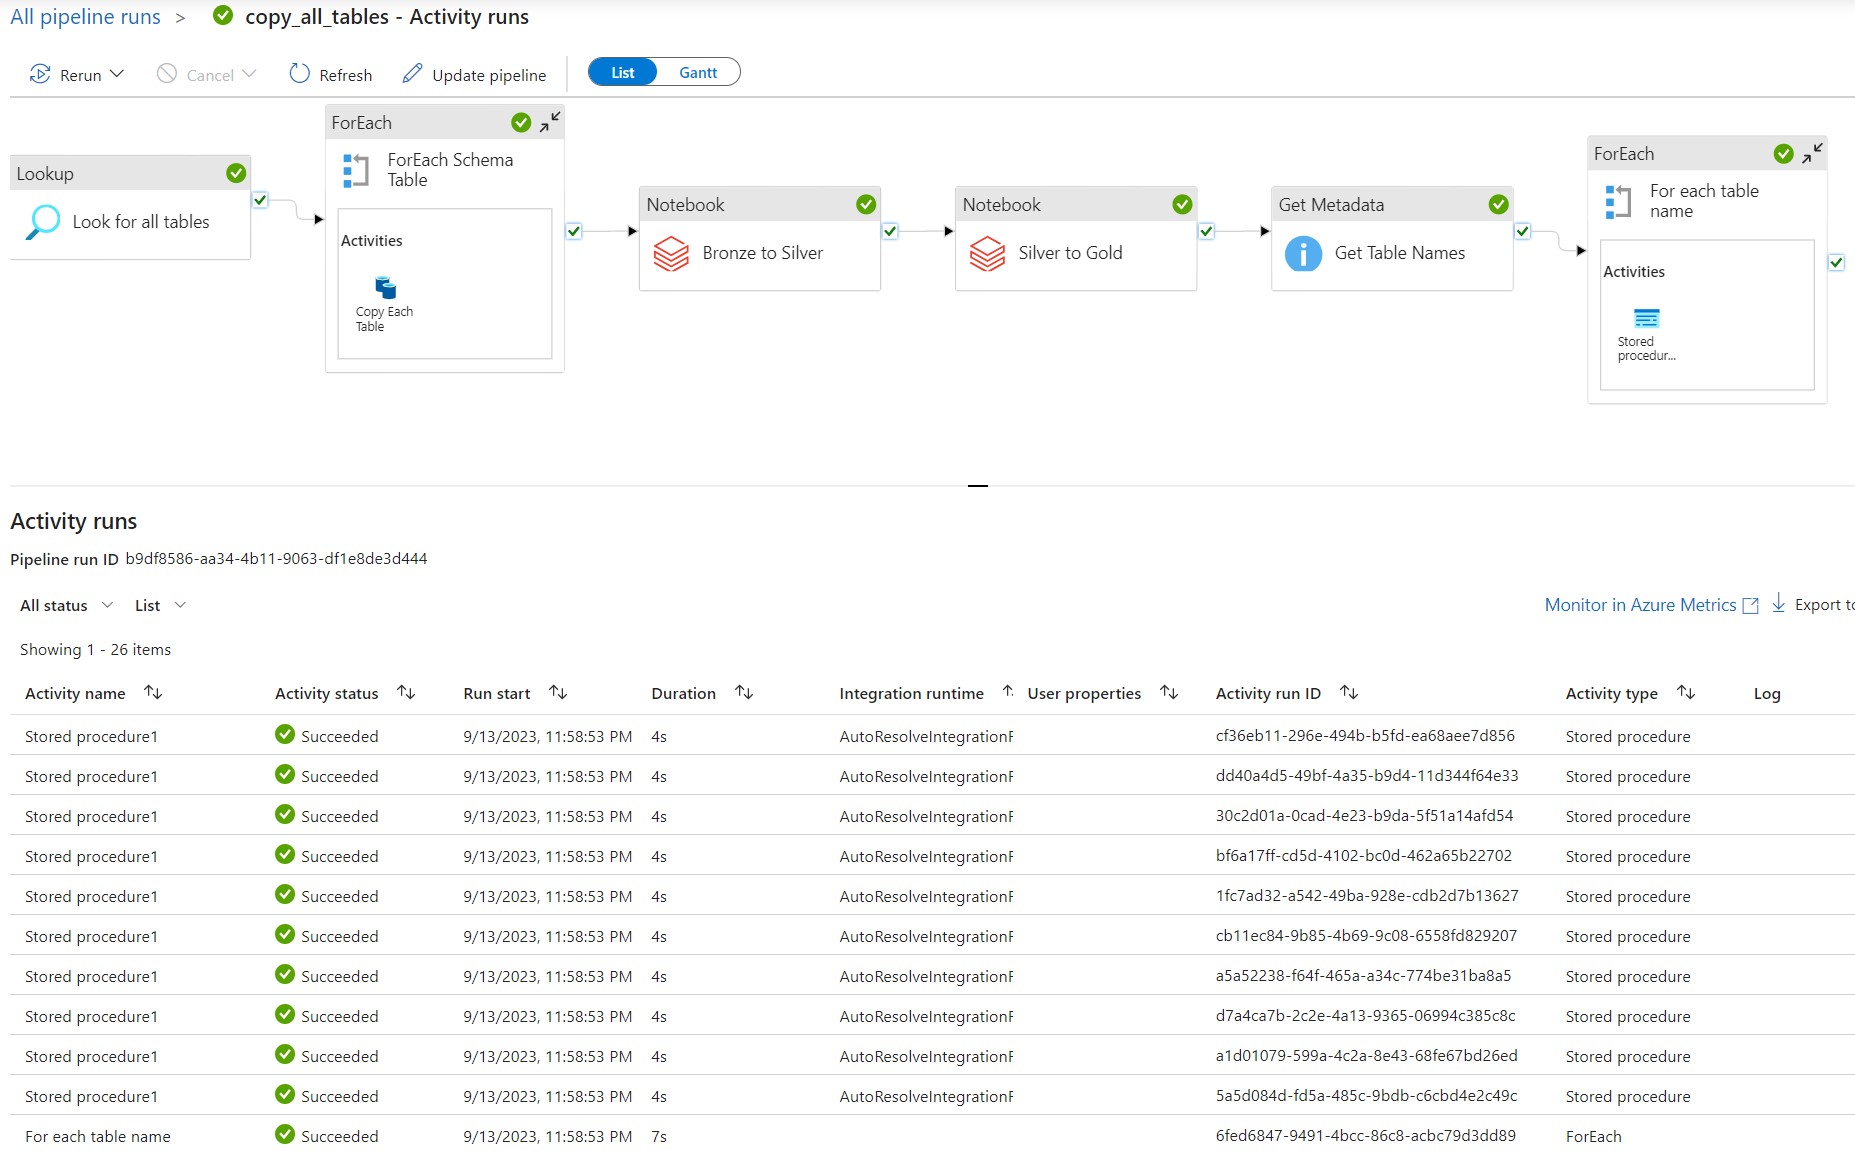 All pipeline runs > copy_all_tables - Activity runs
Rerun Cancel Refresh Update pipeline List Gantt
Lookup
Look for all tables
ForEach
ForEach Schema
Table
Activities
Copy Each
Table
Notebook
Bronze to Silver
Notebook
Silver to Gold
Get Metadata
Get Table Names
ForEach
For each table
name
Activities
Stored
procedur...
Activity runs
Pipeline run ID b9df8586-aa34-4b11-9063-df1e8de3d444
All status List Monitor in Azure Metrics Export to
Showing 1 - 26 items
Activity name Activity status Run start Duration Integration runtime User properties Activity run ID Activity type Log
Stored procedure1 Succeeded 9/13/2023, 11:58:53 PM 4s AutoResolveIntegrationR cf36eb11-296e-494b-b5fd-ea68aee7d856 Stored procedure
Stored procedure1 Succeeded 9/13/2023, 11:58:53 PM 4s AutoResolveIntegrationR dd40a4d5-49bf-4a35-b9d4-11d344f64e33 Stored procedure
Stored procedure1 Succeeded 9/13/2023, 11:58:53 PM 4s AutoResolveIntegrationR 30c2d01a-0cad-4e23-b9da-5f51a14afd54 Stored procedure
Stored procedure1 Succeeded 9/13/2023, 11:58:53 PM 4s AutoResolveIntegrationR bf6a17ff-cd5d-4102-bc0d-462a65b22702 Stored procedure
Stored procedure1 Succeeded 9/13/2023, 11:58:53 PM 4s AutoResolveIntegrationR 1fc7ad32-a542-49ba-928e-cdb2d7b13627 Stored procedure
Stored procedure1 Succeeded 9/13/2023, 11:58:53 PM 4s AutoResolveIntegrationR cb11ec84-9b85-4b69-9c08-6558fd829207 Stored procedure
Stored procedure1 Succeeded 9/13/2023, 11:58:53 PM 4s AutoResolveIntegrationR a5a52238-f64f-465a-a34c-774be31ba8a5 Stored procedure
Stored procedure1 Succeeded 9/13/2023, 11:58:53 PM 4s AutoResolveIntegrationR d7a4ca7b-2c2e-4a13-9365-06994c385c8c Stored procedure
Stored procedure1 Succeeded 9/13/2023, 11:58:53 PM 4s AutoResolveIntegrationR a1d01079-599a-4c2a-8e43-68fe67bd26ed Stored procedure
Stored procedure1 Succeeded 9/13/2023, 11:58:53 PM 4s AutoResolveIntegrationR 5a5d084d-fd5a-485c-9bdb-c6cbd4e2c49c Stored procedure
For each table name Succeeded 9/13/2023, 11:58:53 PM 7s 6fed6847-9491-4bcc-86c8-acbc79d3dd89 ForEach